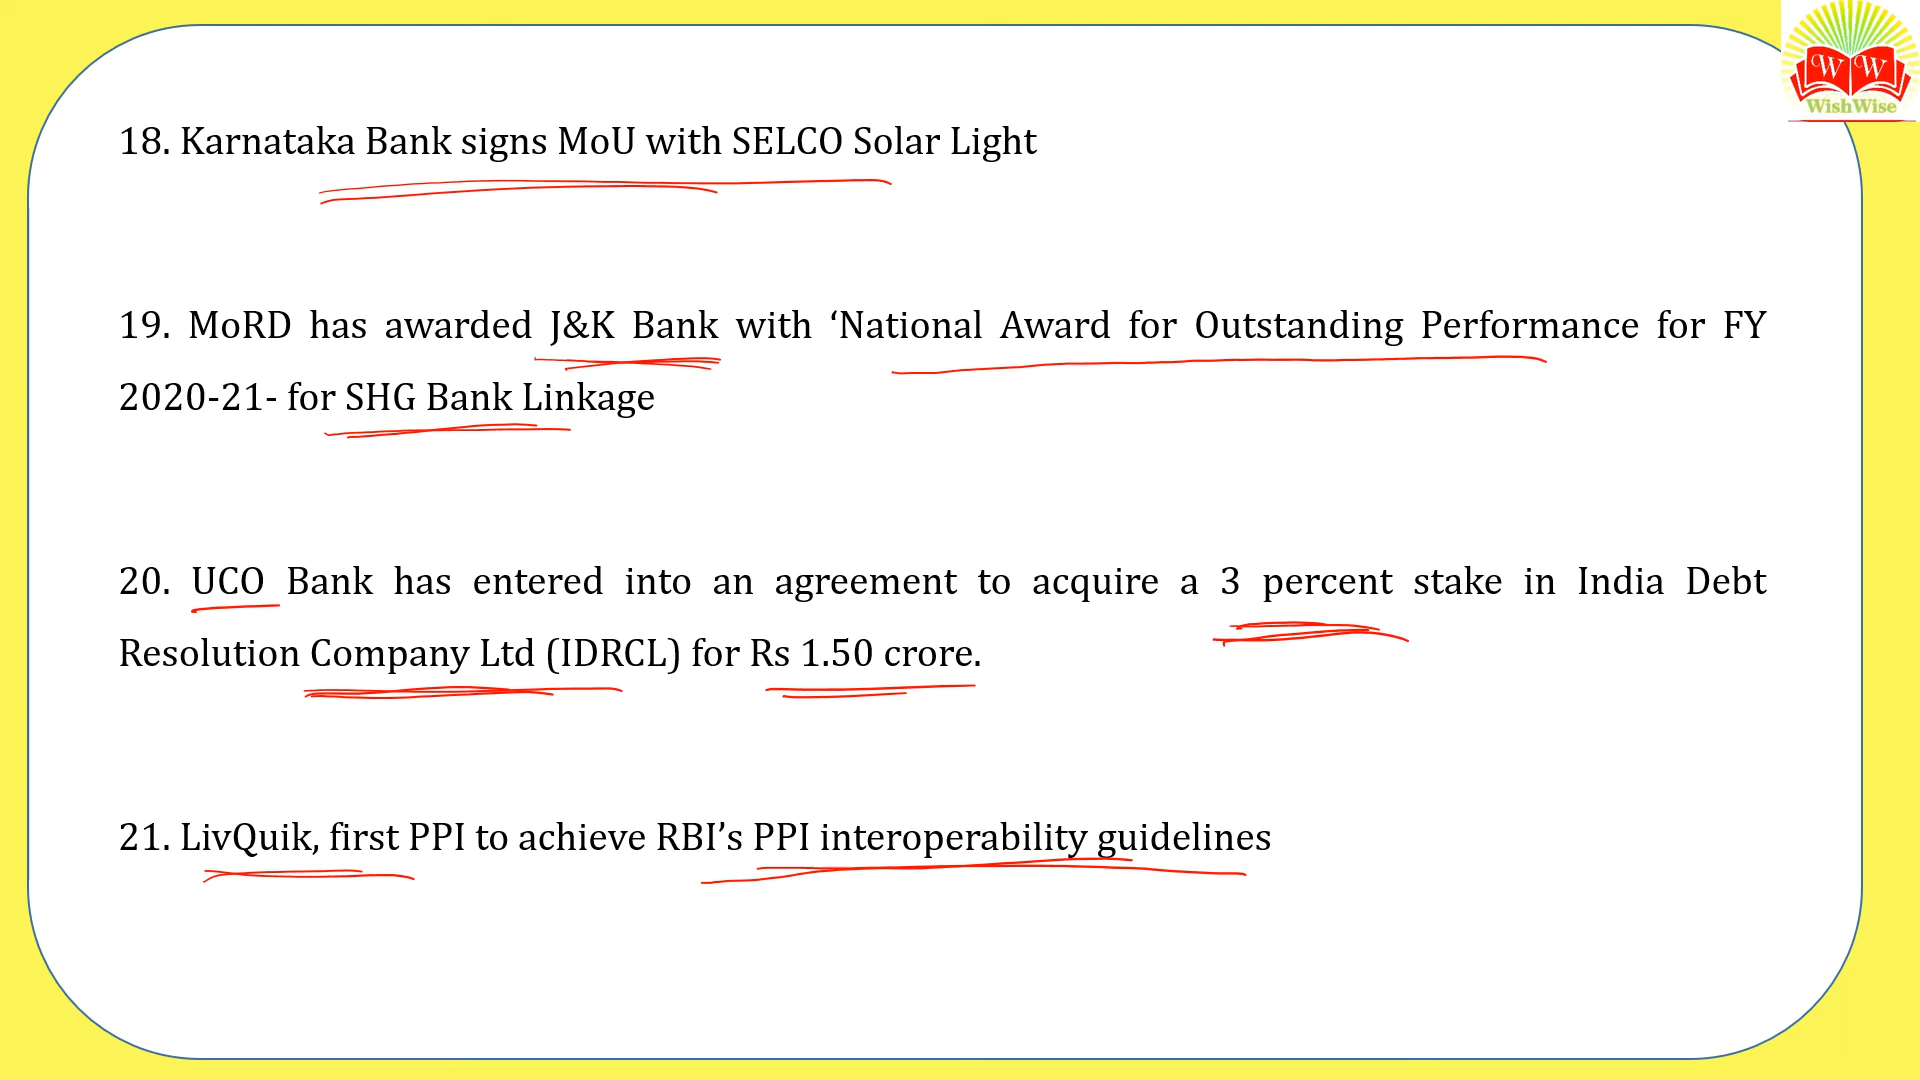 W W
WishWise
18. Karnataka Bank signs MoU with SELCO Solar Light
19. MoRD has awarded J&K Bank with ‘National Award for Outstanding Performance for FY
2020-21- for SHG Bank Linkage
20. UCO Bank has entered into an agreement to acquire a 3 percent stake in India Debt
Resolution Company Ltd (IDRCL) for Rs 1.50 crore.
21. LivQuik, first PPI to achieve RBI’s PPI interoperability guidelines